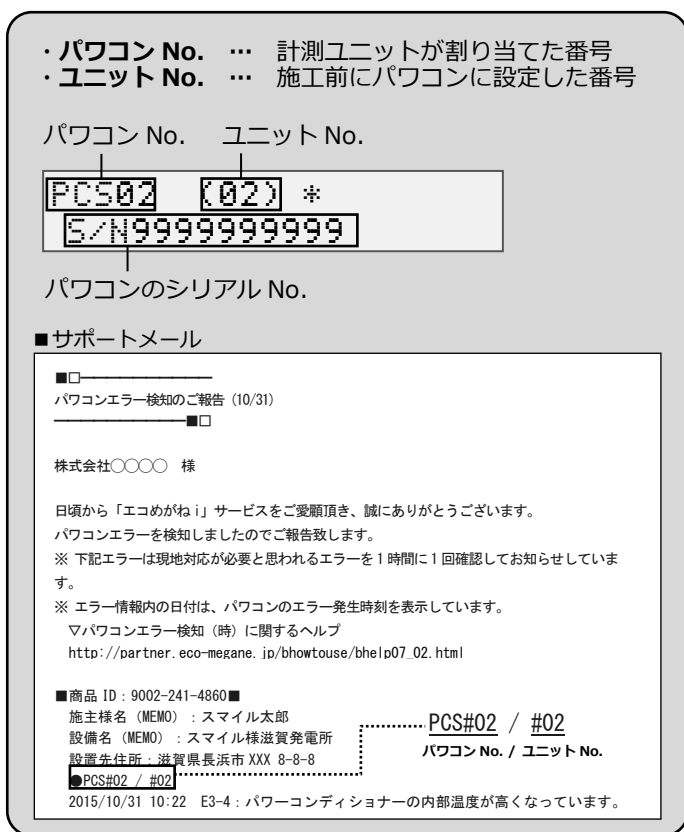 ・パワコン No. … 計測ユニットが割り当てた番号
・ユニット No. … 施工前にパワコンに設定した番号
パワコン No. ユニット No.
PCS02 (02) *
S/N9999999999
パワコンのシリアル No.
■サポートメール
■□━━━━━━━━━━
パワコンエラー検知のご報告 (10/31)
━━━━━━━━━━■□
株式会社○○○○ 様
日頃から「エコめがねi」サービスをご愛顧頂き、誠にありがとうございます。
パワコンエラーを検知しましたのでご報告致します。
※ 下記エラーは現地対応が必要と思われるエラーを1時間に1回確認してお知らせしていま
す。
※ エラー情報内の日付は、パワコンのエラー発生時刻を表示しています。
▽パワコンエラー検知（時）に関するヘルプ
http://partner.eco-megane.jp/bhowtouse/bhelp07_02.html
■商品 ID：9002-241-4860■
施主様名（MEMO）：スマイル太郎
設備名（MEMO）：スマイル様滋賀発電所
設置先住所：滋賀県長浜市 XXX 8-8-8
●PCS#02 / #02
PCS#02 / #02
パワコン No. / ユニット No.
2015/10/31 10:22 E3-4：パワーコンディショナーの内部温度が高くなっています。